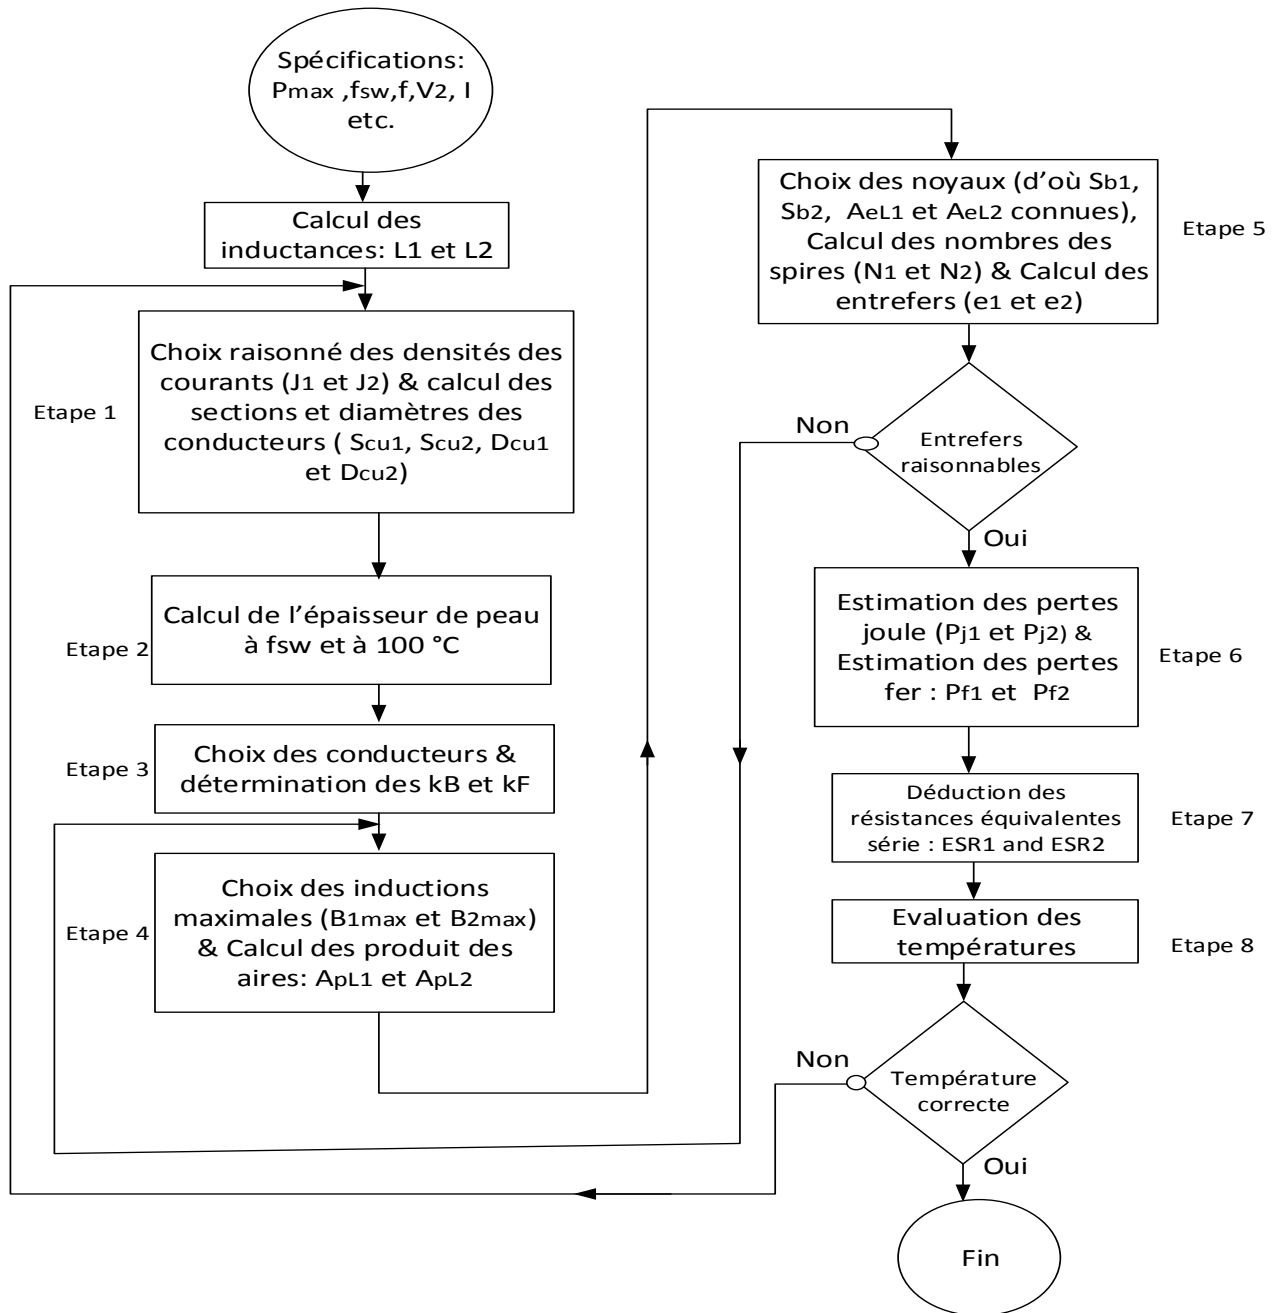 Spécifications:
Pmax ,fsw,f,V2, I
etc.
Calcul des
inductances: L1 et L2
Etape 1
Choix raisonné des densités des
courants (J1 et J2) & calcul des
sections et diamètres des
conducteurs ( Scu1, Scu2, Dcu1
et Dcu2)
Etape 2
Calcul de l’épaisseur de peau
à fsw et à 100 °C
Etape 3
Choix des conducteurs &
détermination des kB et kF
Etape 4
Choix des inductions
maximales (B1max et B2max)
& Calcul des produit des
aires: ApL1 et ApL2
Choix des noyaux (d’où Sb1,
Sb2, AeL1 et AeL2 connues),
Calcul des nombres des
spires (N1 et N2) & Calcul des
entrefers (e1 et e2)
Etape 5
Non
Entrefers
raisonnables
Oui
Estimation des pertes
joule (Pj1 et Pj2) &
Estimation des pertes
fer : Pf1 et Pf2
Etape 6
Déduction des
résistances équivalentes
série : ESR1 and ESR2
Etape 7
Evaluation des
températures
Etape 8
Non
Température
correcte
Oui
Fin